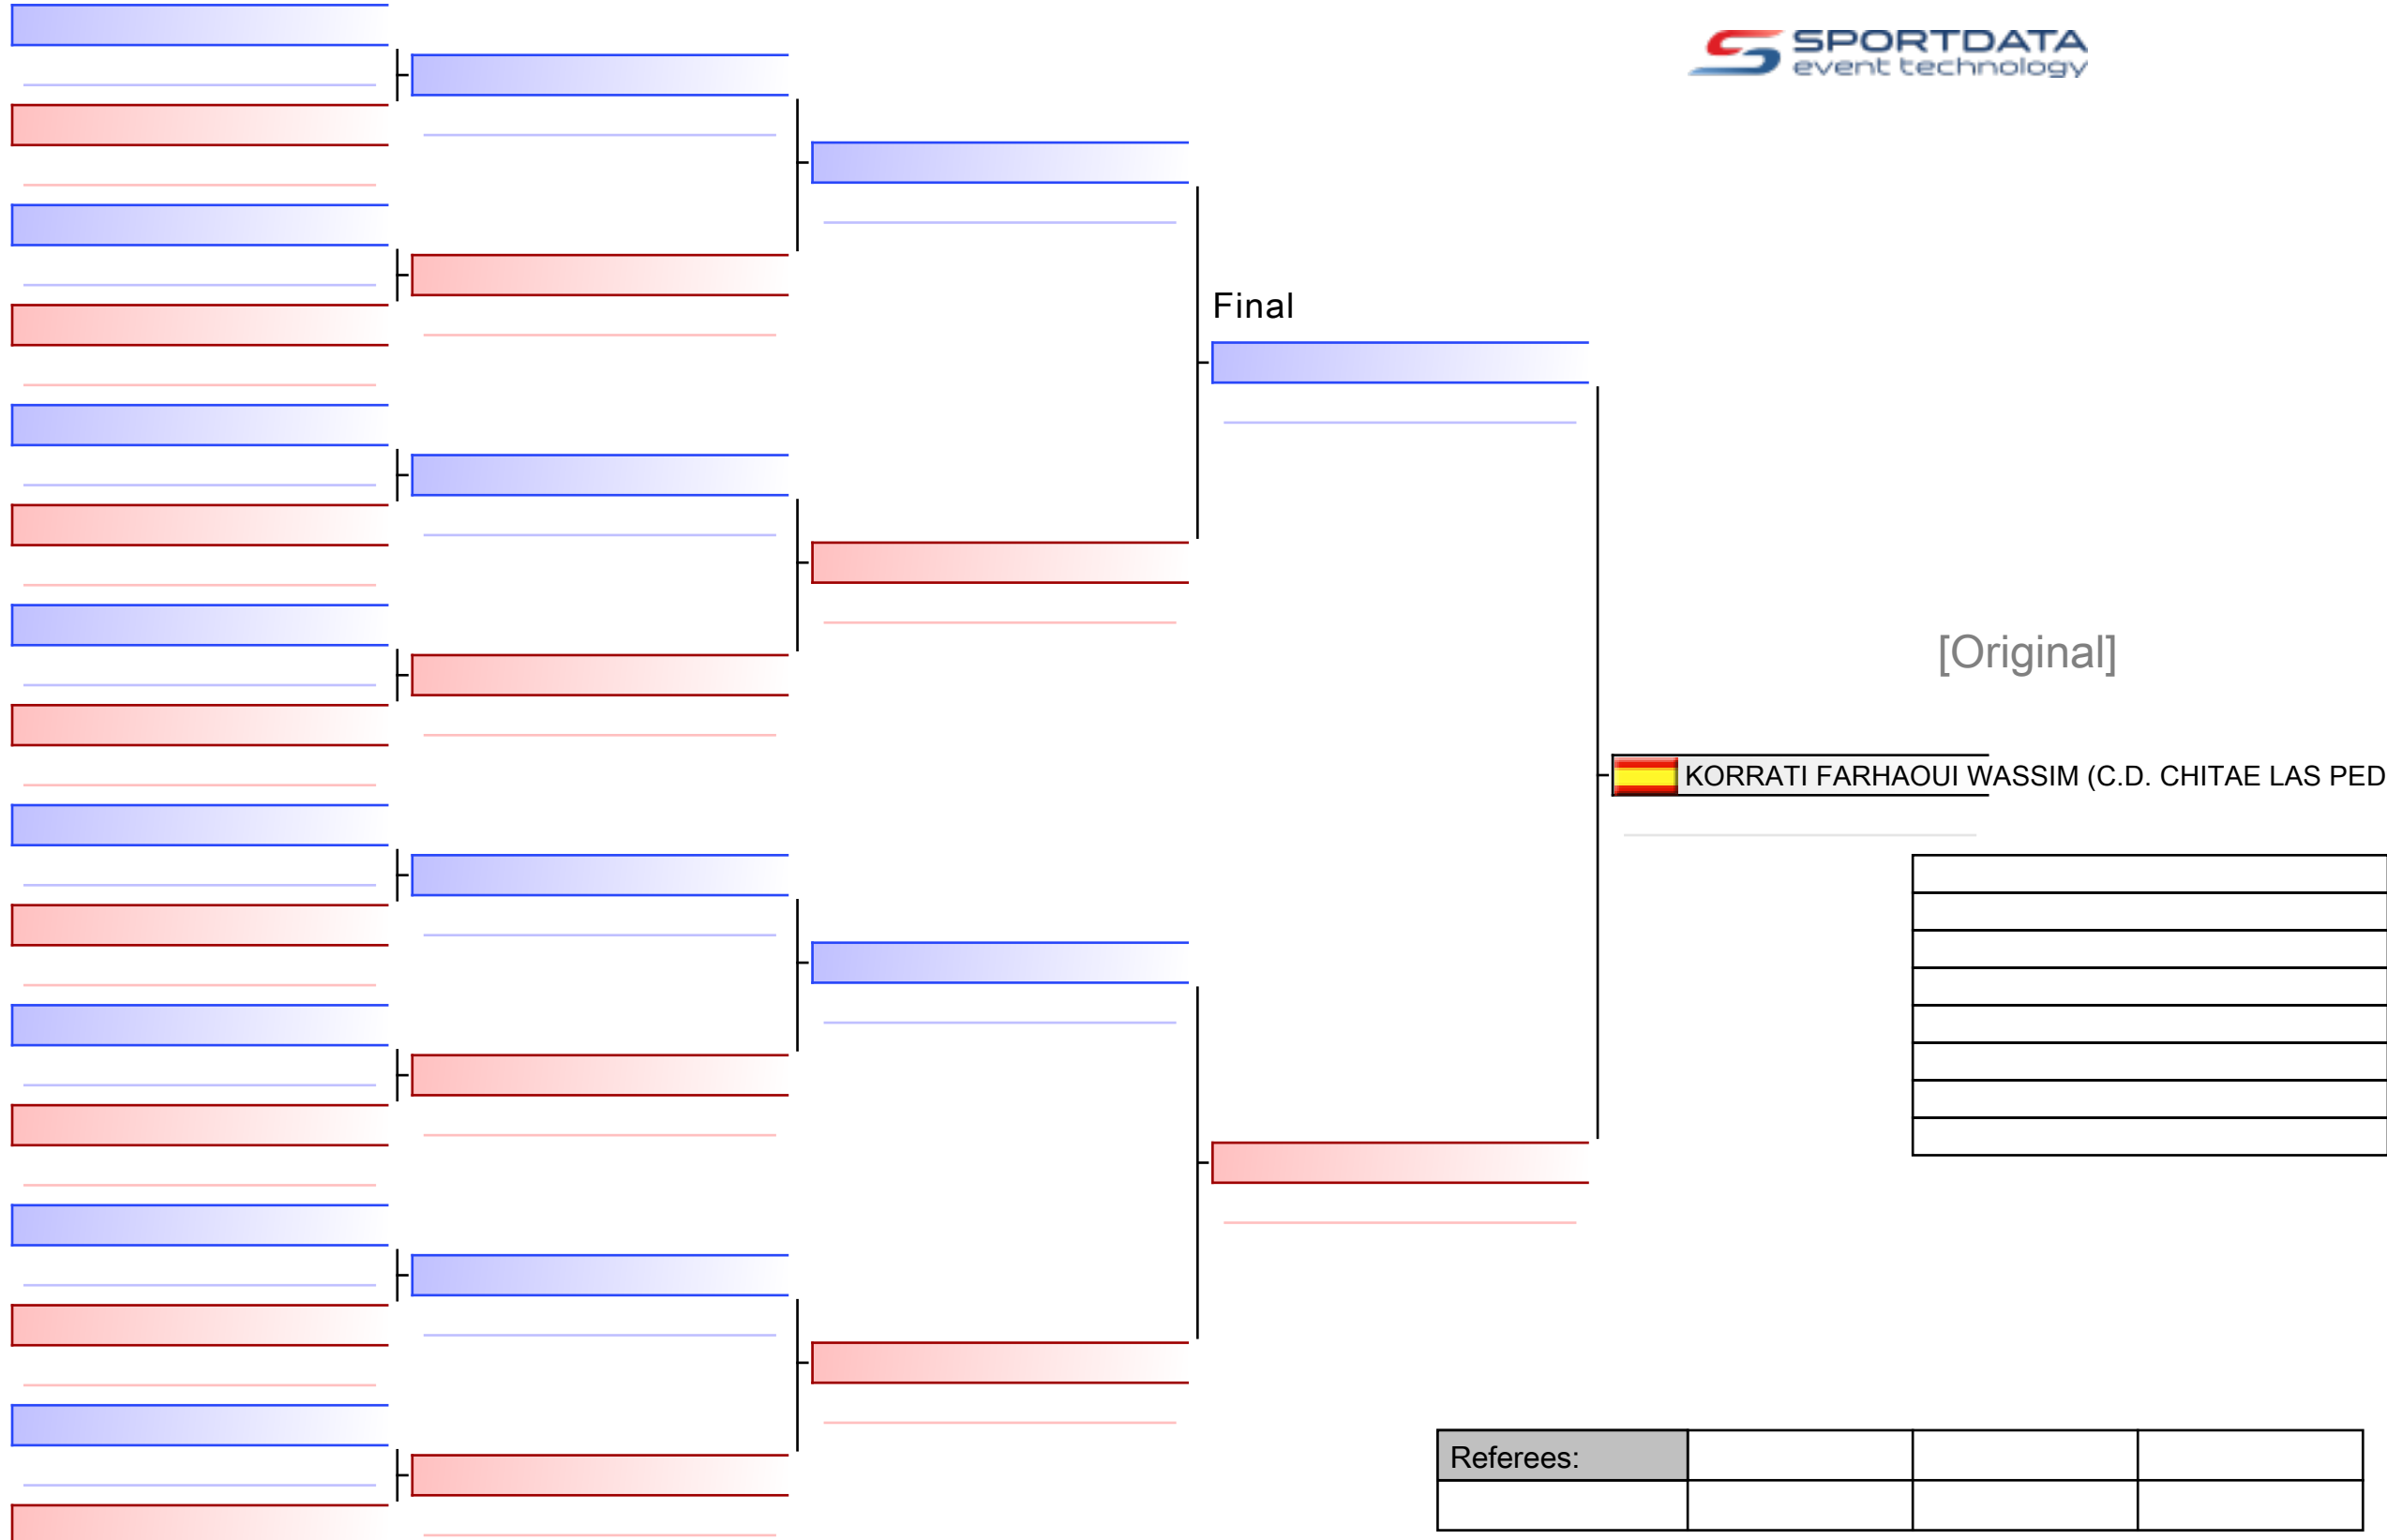 SPORTDATA
event technology
Final
[Original]
KORRATI FARHAOUI WASSIM (C.D. CHITAE LAS PED
Referees: